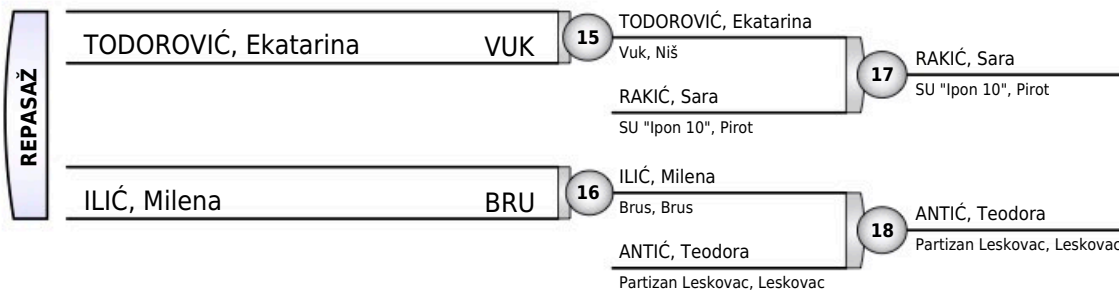 REPASAŽ
TODOROVIĆ, Ekatarina VUK
15
TODOROVIĆ, Ekatarina
Vuk, Niš
RAKIĆ, Sara
SU "Ipon 10", Pirot
17
RAKIĆ, Sara
SU "Ipon 10", Pirot
ILIĆ, Milena BRU
16
ILIĆ, Milena
Brus, Brus
ANTIĆ, Teodora
Partizan Leskovac, Leskovac
18
ANTIĆ, Teodora
Partizan Leskovac, Leskovac